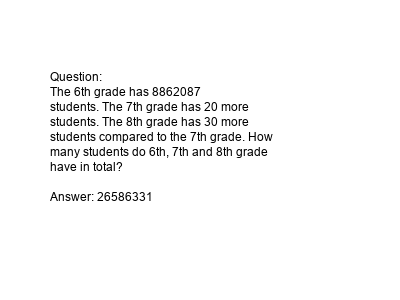 Question:
The 6th grade has 8862087
students. The 7th grade has 20 more
students. The 8th grade has 30 more
students compared to the 7th grade. How
many students do 6th, 7th and 8th grade
have in total?
Answer: 26586331